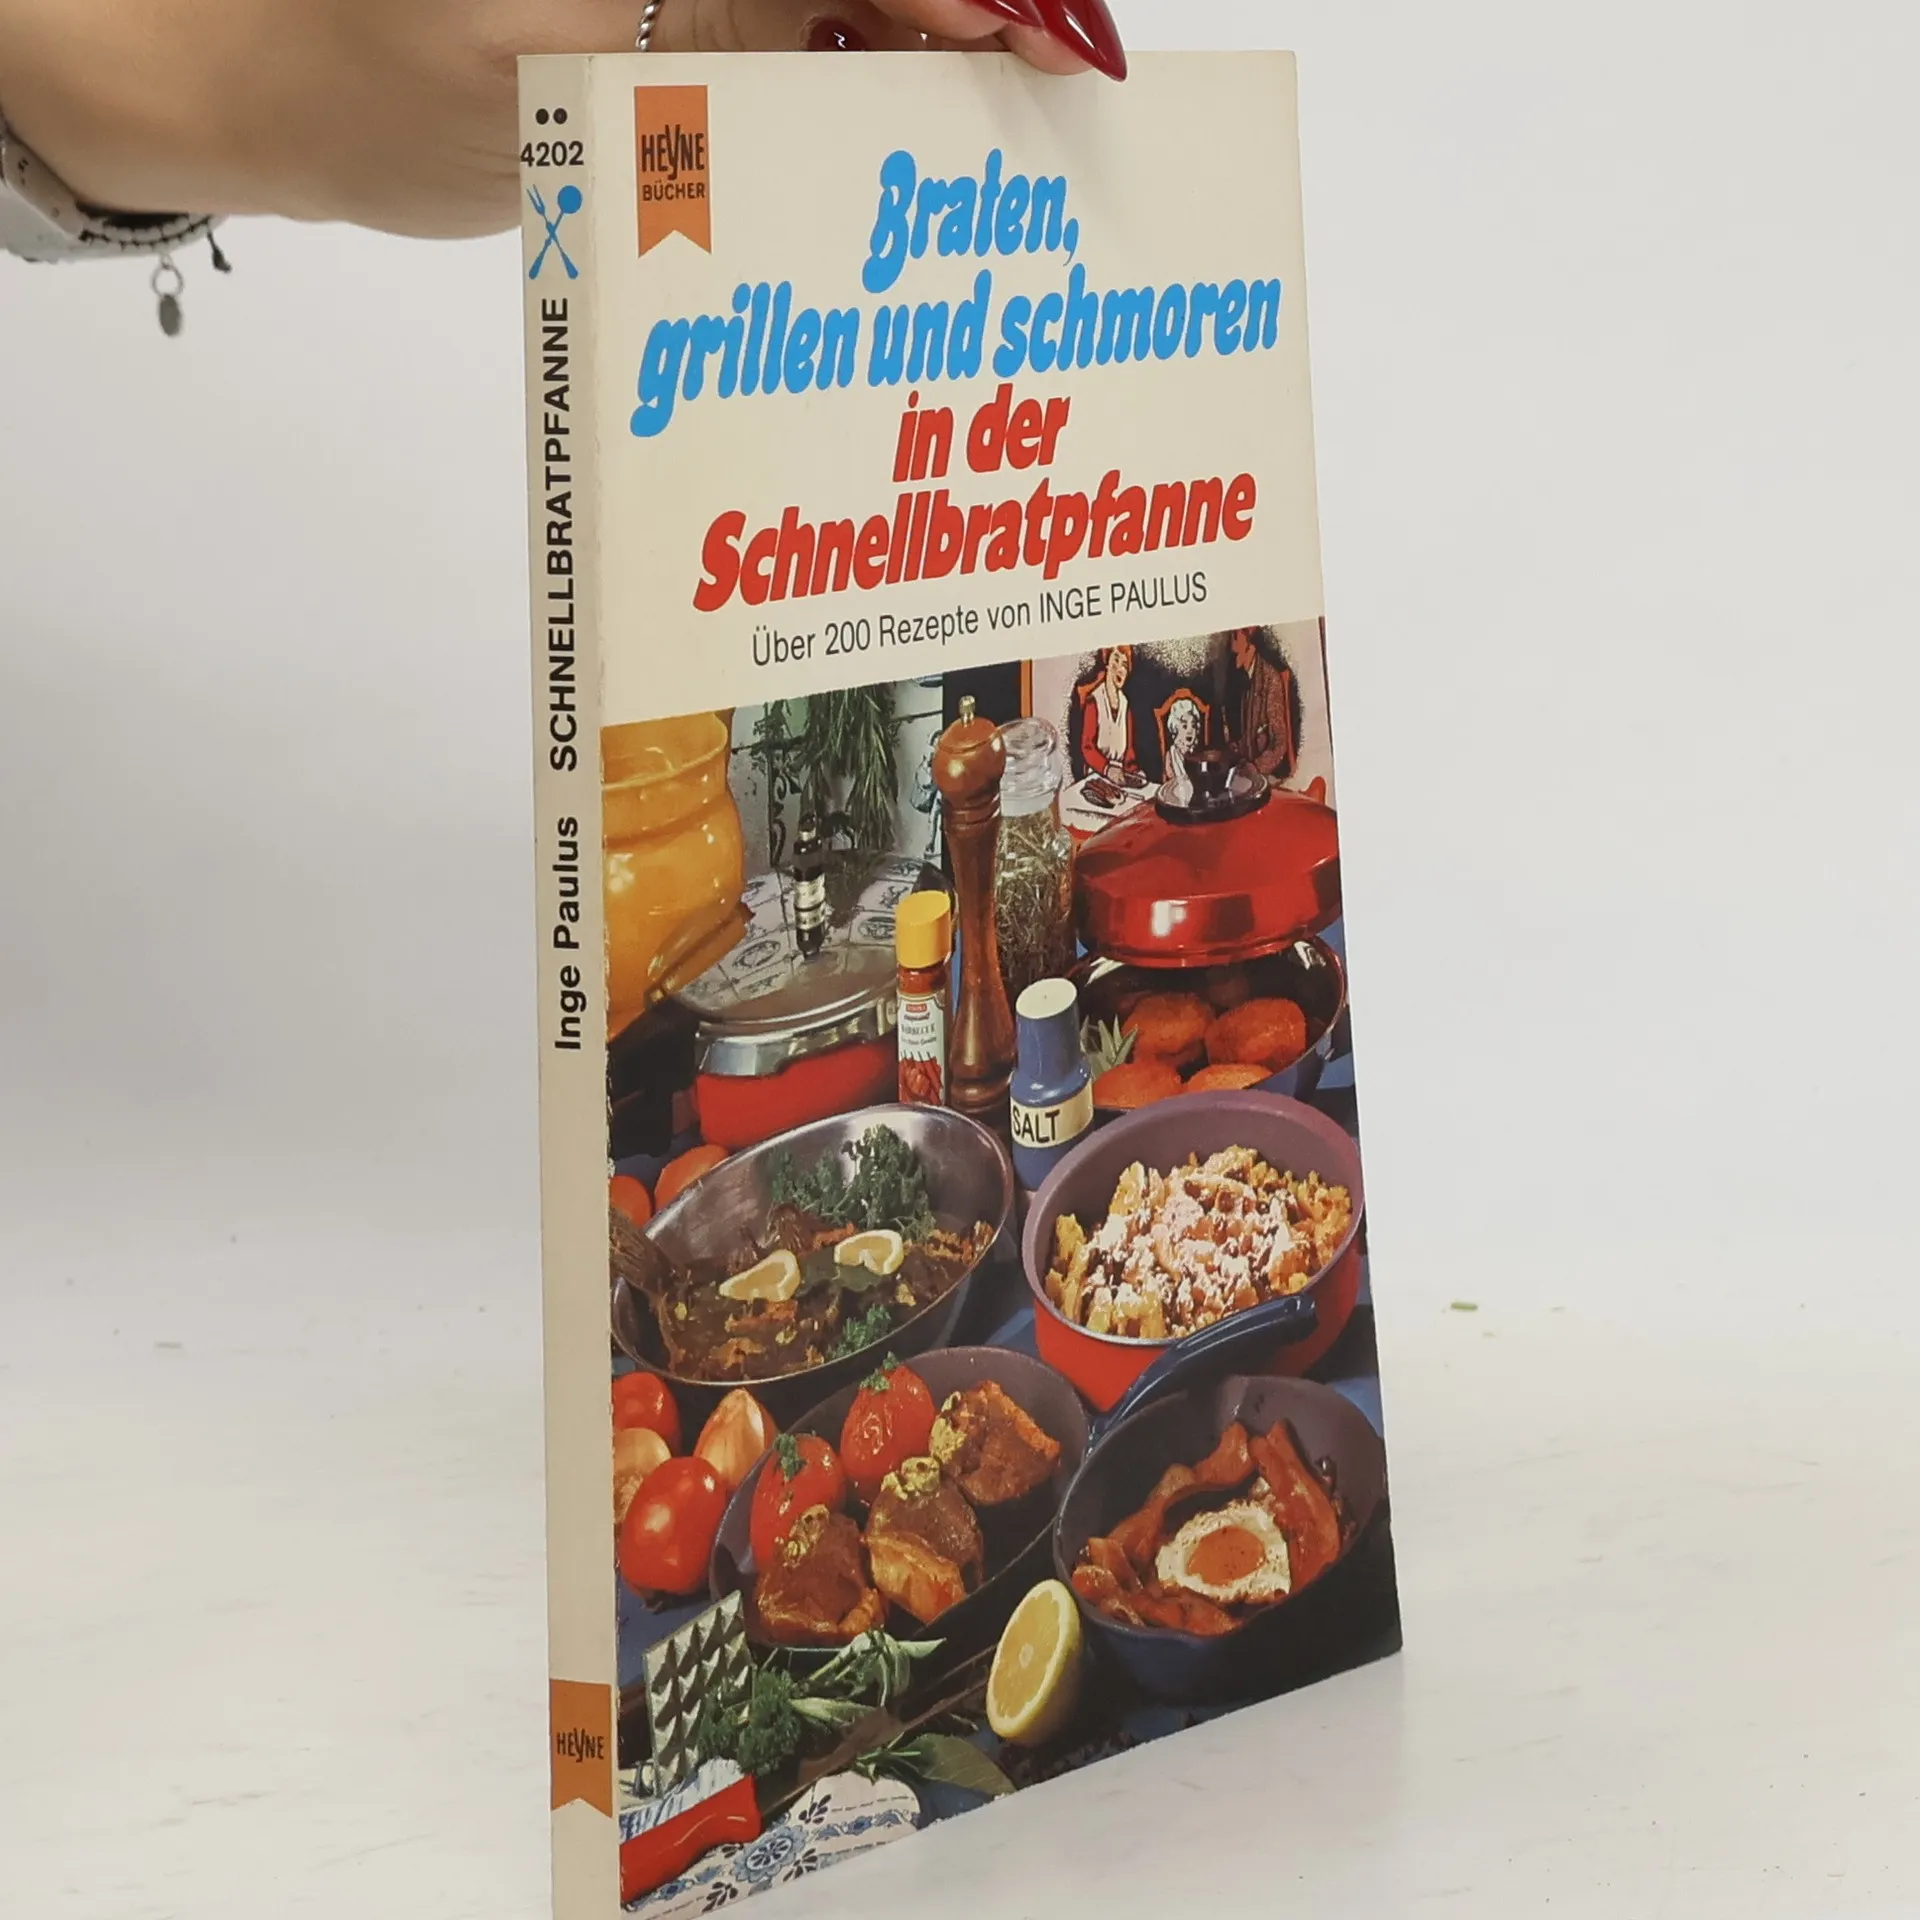 4202
SCHNELLBRATPFANNE
Inge Paulus
HEYNE
HEYNE
BÜCHER
Braten,
grillen und schmoren
in der
Schnellbratpfanne
Über 200 Rezepte von INGE PAULUS
BARBECUE
SALT